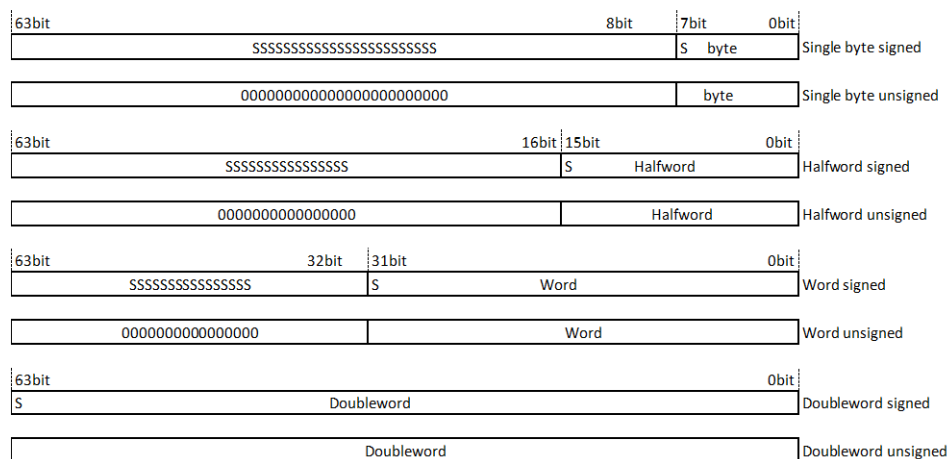 63bit 8bit 7bit 0bit
SSSSSSSSSSSSSSSSSSSSSSSS S byte Single byte signed
000000000000000000000000 byte Single byte unsigned
63bit 16bit 15bit 0bit
SSSSSSSSSSSSSSSS S Halfword Halfword signed
0000000000000000 Halfword Halfword unsigned
63bit 32bit 31bit 0bit
SSSSSSSSSSSSSSSS S Word Word signed
0000000000000000 Word Word unsigned
63bit 0bit
S Doubleword Doubleword signed
Doubleword Doubleword unsigned